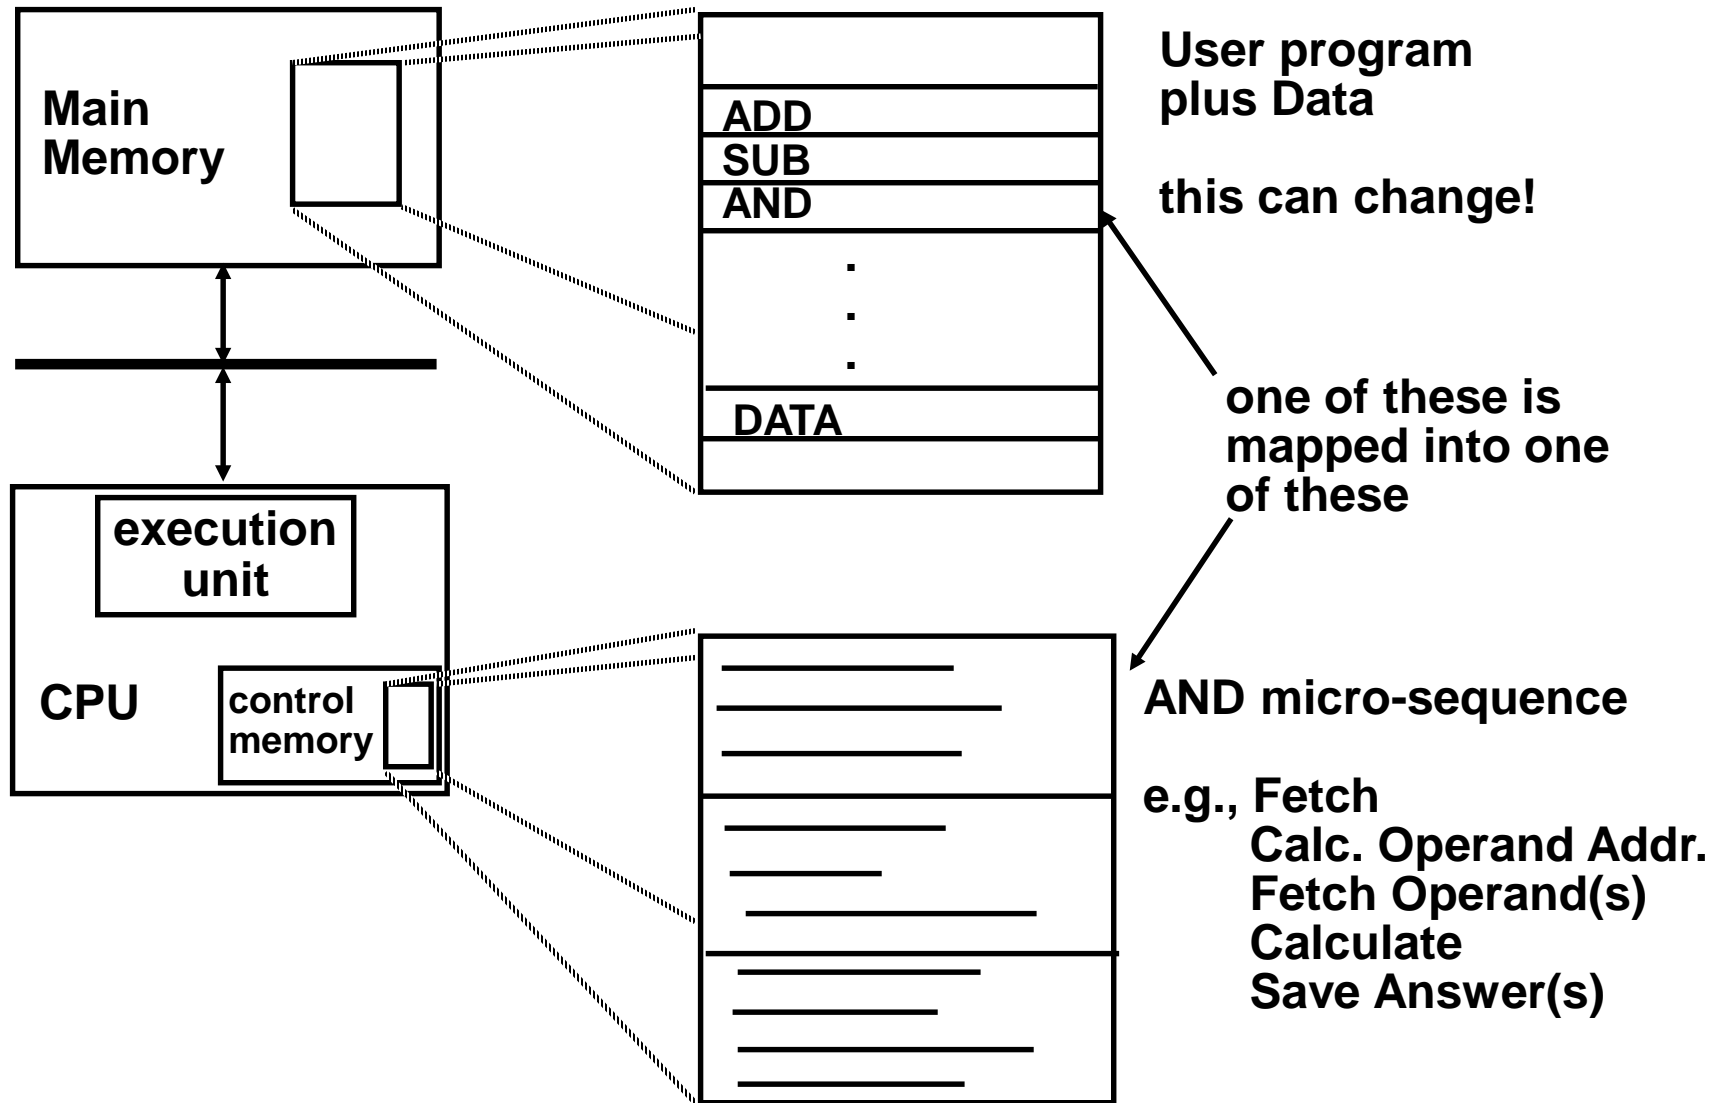 Main
Memory
ADD
SUB
AND
.
.
.
DATA
User program
plus Data
this can change!
one of these is
mapped into one
of these
execution
unit
CPU
control
memory
AND micro-sequence
e.g., Fetch
Calc. Operand Addr.
Fetch Operand(s)
Calculate
Save Answer(s)